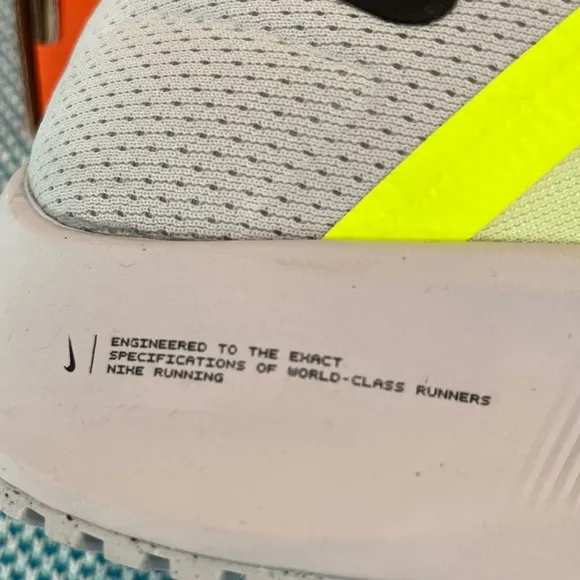 ENGINEERED TO THE EXACT
SPECIFICATIONS OF WORLD-CLASS RUNNERS
NIKE RUNNING